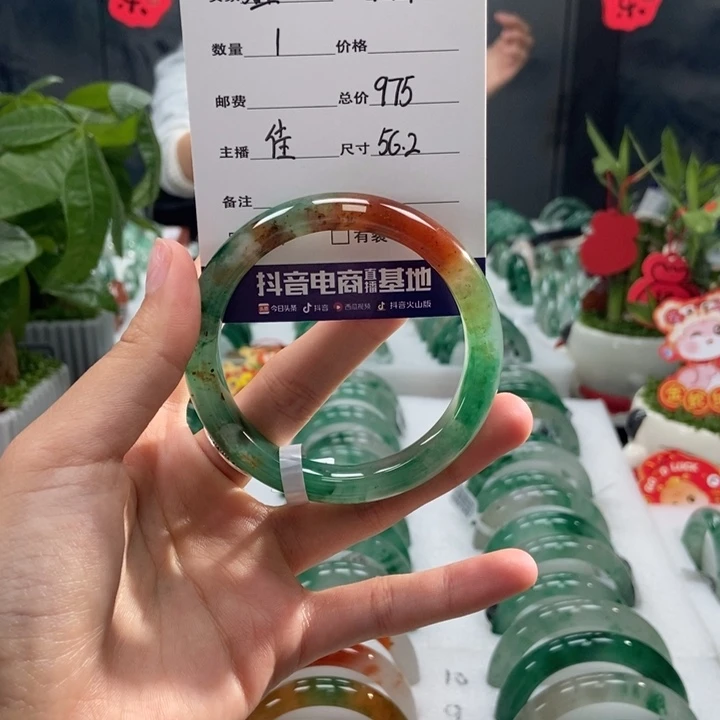 数量 1 价格
邮费 总价 975
主播 佳 尺寸 56.2
备注
抖音电商直播基地
今日头条 抖音 西瓜视频 抖音火山版